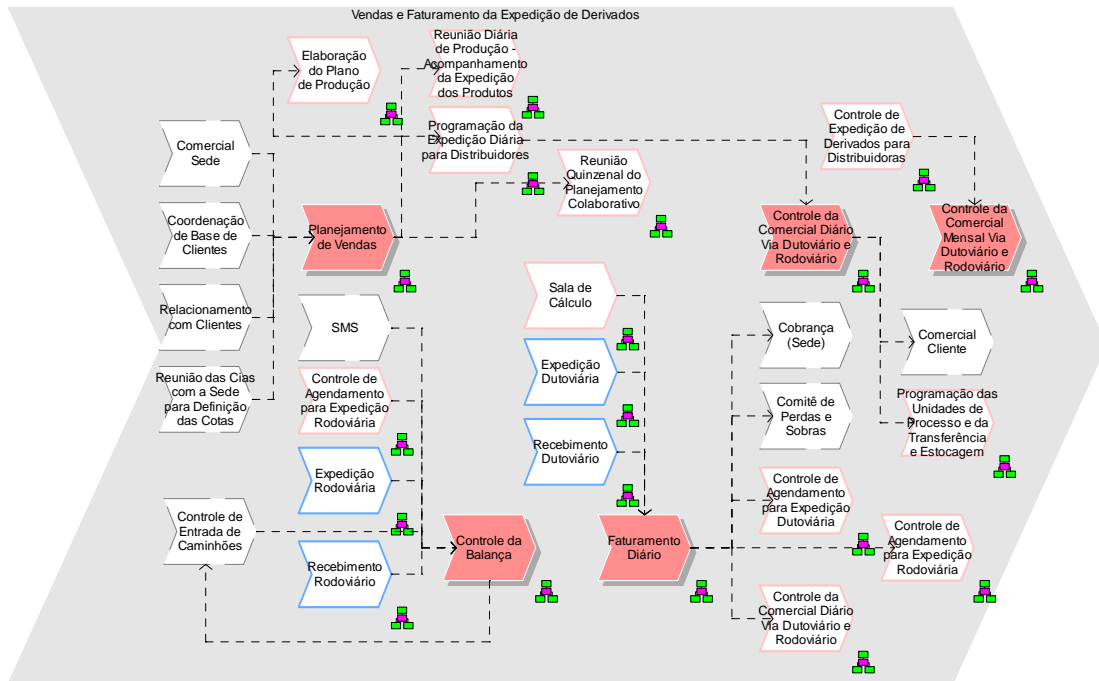 Vendas e Faturamento da Expedição de Derivados
Elaboração
do Plano
de Produção
Reunião Diária
de Produção -
Acompanhamento
da Expedição
dos Produtos
Comercial
Sede
Programação da
Expedição Diária
para Distribuidores
Controle de
Expedição de
Derivados para
Distribuidoras
Reunião
Quinzenal do
Planejamento
Colaborativo
Coordenação
de Base de
Clientes
Planejamento
de Vendas
Controle da
Comercial Diário
Via Dutoviário e
Rodoviário
Controle da
Comercial
Mensal Via
Dutoviário e
Rodoviário
Relacionamento
com Clientes
SMS
Sala de
Cálculo
Cobrança
(Sede)
Comercial
Cliente
Reunião das Cias
com a Sede
para Definição
das Cotas
Controle de
Agendamento
para Expedição
Rodoviária
Expedição
Dutoviária
Comitê de
Perdas e
Sobras
Programação das
Unidades de
Processo e da
Transferência
e Estocagem
Expedição
Rodoviária
Recebimento
Dutoviário
Controle de
Agendamento
para Expedição
Dutoviária
Controle de
Entrada de
Caminhões
Controle da
Balança
Faturamento
Diário
Controle de
Agendamento
para Expedição
Rodoviária
Recebimento
Rodoviário
Controle da
Comercial Diário
Via Dutoviário e
Rodoviário